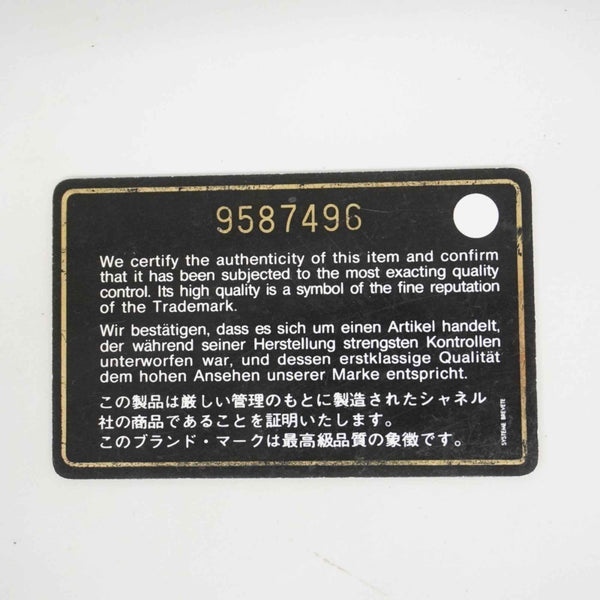 9587496
We certify the authenticity of this item and confirm
that it has been subjected to the most exacting quality
control. Its high quality is a symbol of the fine reputation
of the Trademark.
Wir bestätigen, dass es sich um einen Artikel handelt,
der während seiner Herstellung strengsten Kontrollen
unterworfen war, und dessen erstklassige Qualität
dem hohen Ansehen unserer Marke entspricht.
この製品は厳しい管理のもとに製造されたシャネル
社の商品であることを証明いたします。
このブランド・マークは最高級品質の象徴です。
SYSTEME BREVETE